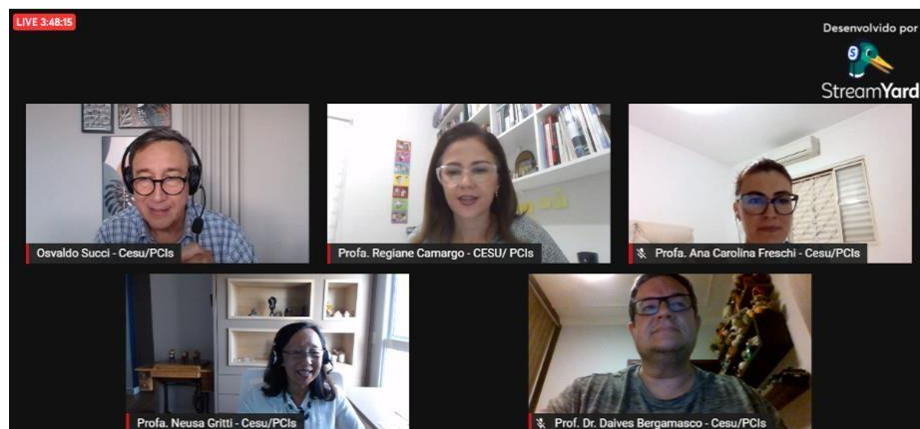 LIVE 3:48:15
Desenvolvido por
StreamYard
Osvaldo Succi - Cesu/PCIs
Profa. Regiane Camargo - CESU/ PCIs
Profa. Ana Carolina Freschi - Cesu/PCIs
Profa. Neusa Gritti - Cesu/PCIs
Prof. Dr. Daives Bergamasco - Cesu/PCIs